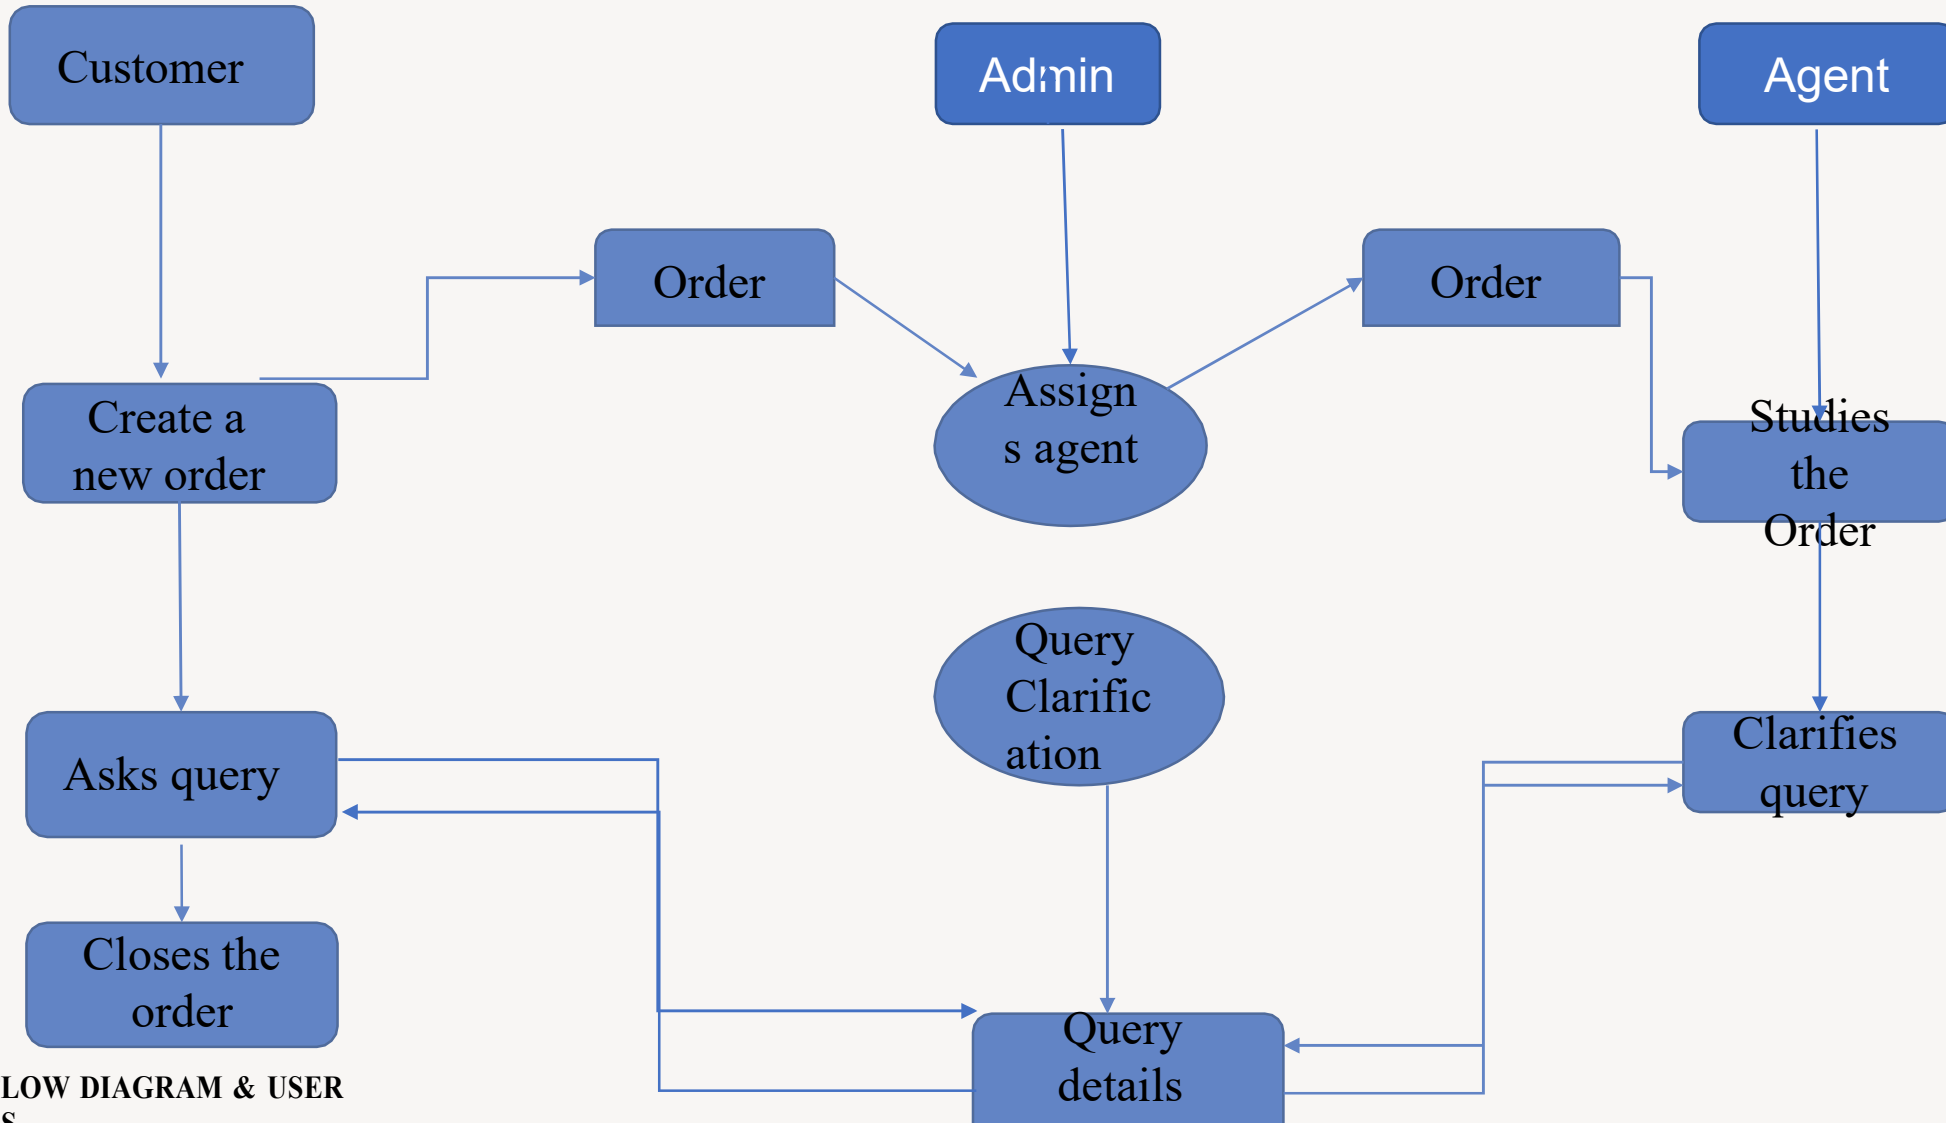 Customer
Admin
Agent
Order
Order
Create a
new order
Assign
s agent
Studies
the
Order
Query
Clarific
ation
Asks query
Clarifies
query
Closes the
order
Query
details
LOW DIAGRAM & USER
S